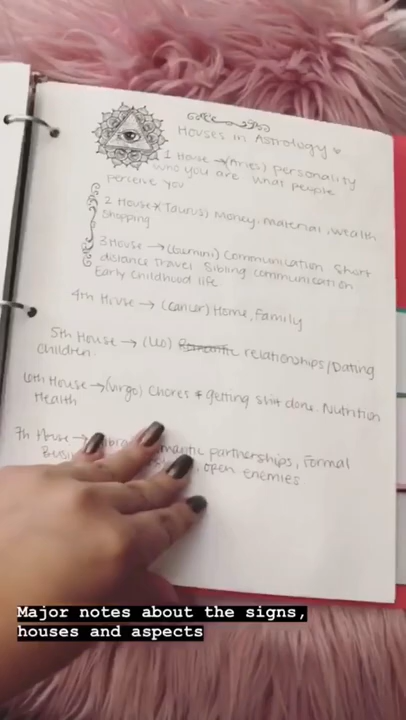 Houses in Astrology
1 House → (Aries) personality
who you are what people
perceive you
2 House (Taurus) Money, material, wealth
Shopping
3 House → (Gemini) Communication Short
distance Travel Sibling communication
Early childhood life
4th House → (Cancer) Home, Family
5th House → (Leo) Romantic relationships/Dating
Children.
6th House → (Virgo) Chores & getting shit done. Nutrition
Health
7th House → partnerships, Formal
, open enemies
Major notes about the signs,
houses and aspects